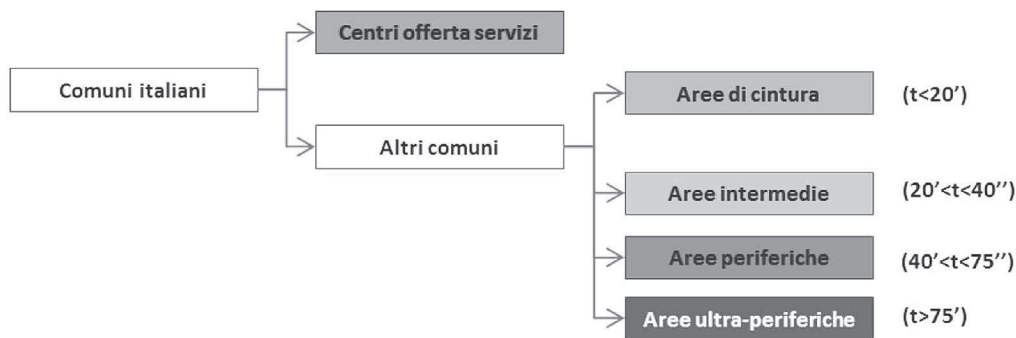 Centri offerta servizi
Comuni italiani
Altri comuni
Aree di cintura (t<20’)
Aree intermedie (20’<t<40’’)
Aree periferiche (40’<t<75’’)
Aree ultra-periferiche (t>75’)